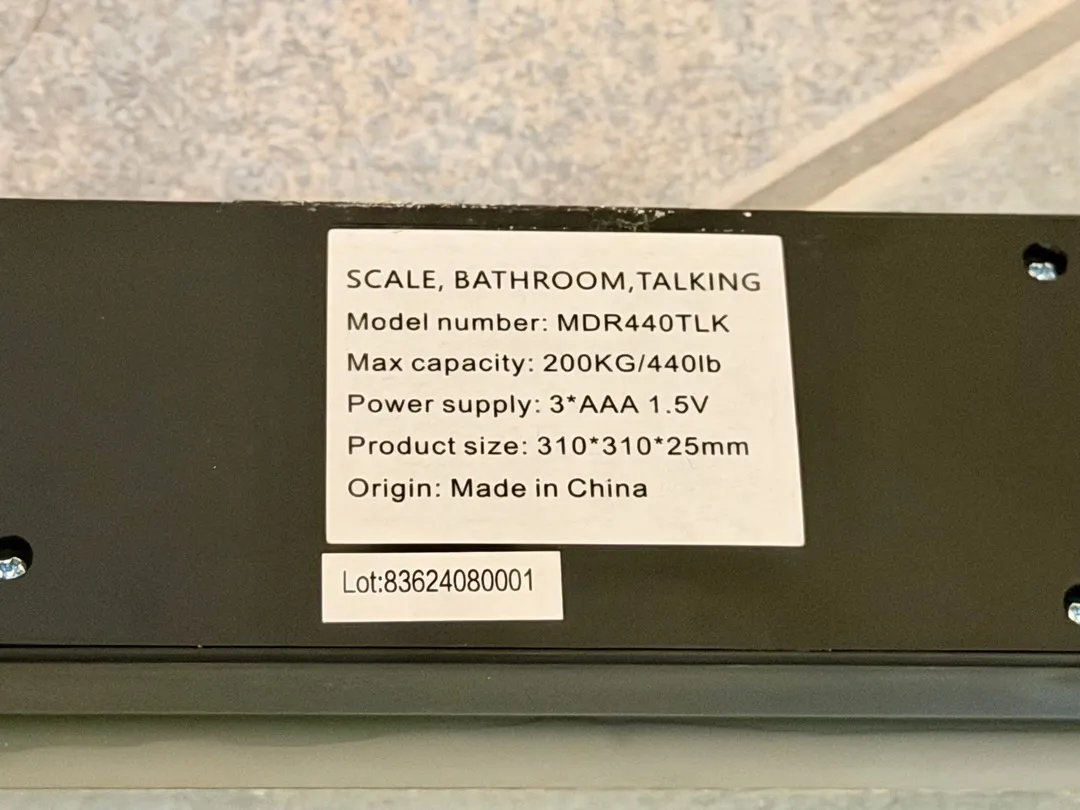 SCALE, BATHROOM,TALKING
Model number: MDR440TLK
Max capacity: 200KG/440lb
Power supply: 3*AAA 1.5V
Product size: 310*310*25mm
Origin: Made in China
Lot:83624080001